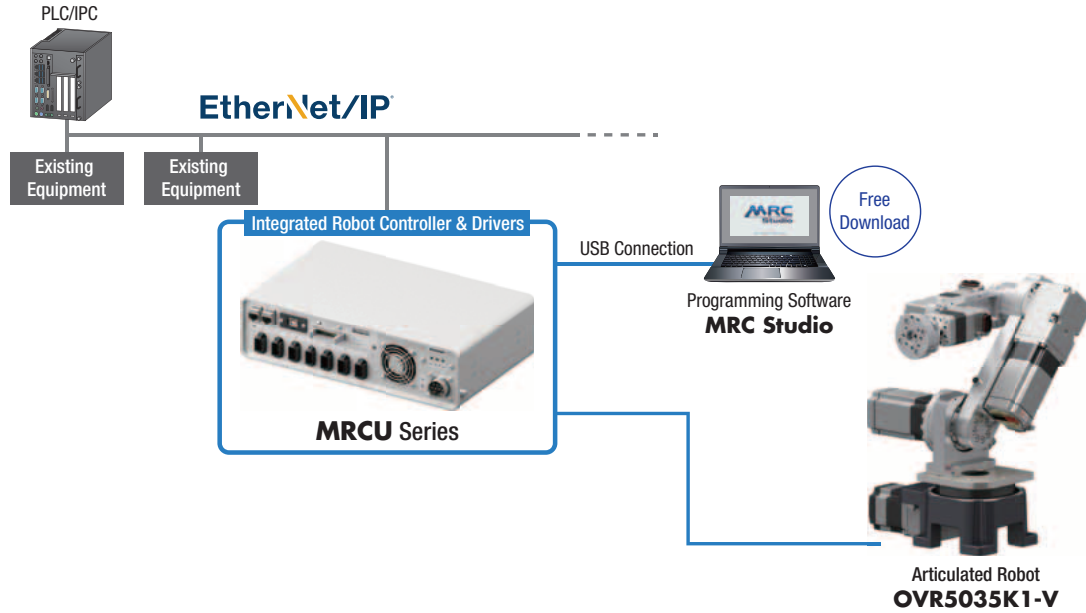 PLC/IPC
EtherNet/IP
Existing
Equipment
Existing
Equipment
Integrated Robot Controller & Drivers
MRCU Series
USB Connection
MRC
Studio
Free
Download
Programming Software
MRC Studio
Articulated Robot
OVR5035K1-V